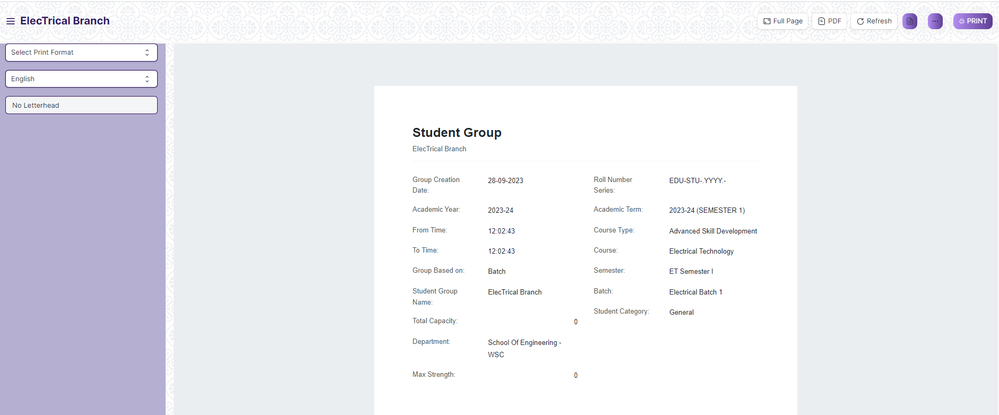 ElecTrical Branch
Full Page
PDF
Refresh
PRINT
Select Print Format
English
No Letterhead
Student Group
ElecTrical Branch
Group Creation
Date:
28-09-2023
Academic Year:
2023-24
From Time:
12:02:43
To Time:
12:02:43
Group Based on:
Batch
Student Group
Name:
ElecTrical Branch
Total Capacity:
0
Department:
School Of Engineering -
WSC
Max Strength:
0
Roll Number
Series:
EDU-STU-.YYYY.-
Academic Term:
2023-24 (SEMESTER 1)
Course Type:
Advanced Skill Development
Course:
Electrical Technology
Semester:
ET Semester I
Batch:
Electrical Batch 1
Student Category:
General